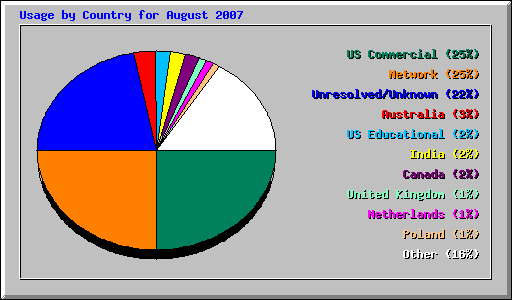 Usage by Country for August 2007
US Commercial (25%)
Network (25%)
Unresolved/Unknown (22%)
Australia (3%)
US Educational (2%)
India (2%)
Canada (2%)
United Kingdom (1%)
Netherlands (1%)
Poland (1%)
Other (16%)